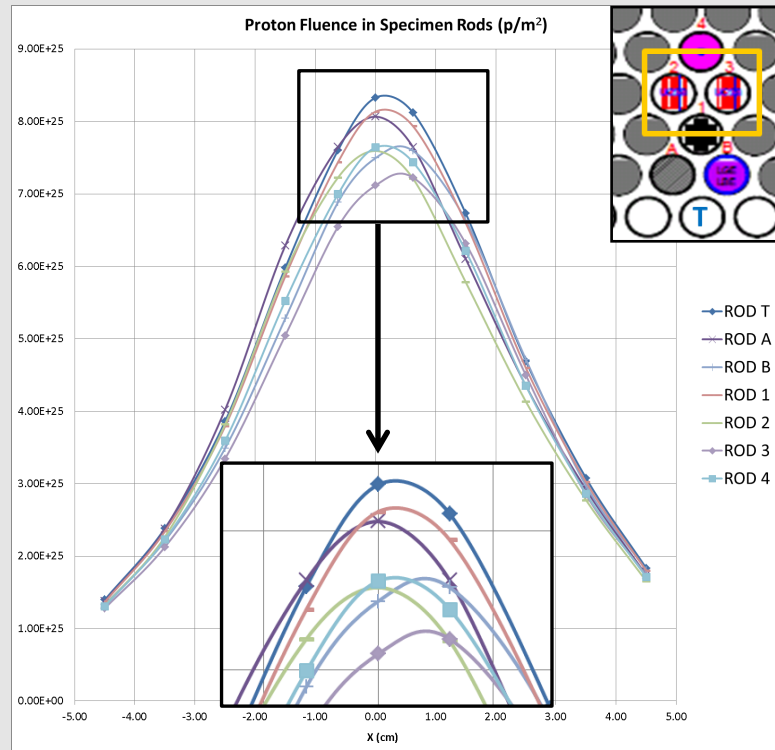 Proton Fluence in Specimen Rods (p/m²)
9.00E+25
8.00E+25
7.00E+25
6.00E+25
5.00E+25
4.00E+25
3.00E+25
2.00E+25
1.00E+25
0.00E+00
-5.00 -4.00 -3.00 -2.00 -1.00 0.00 1.00 2.00 3.00 4.00 5.00
X (cm)
4
2 3
1
A B
T
ROD T
ROD A
ROD B
ROD 1
ROD 2
ROD 3
ROD 4